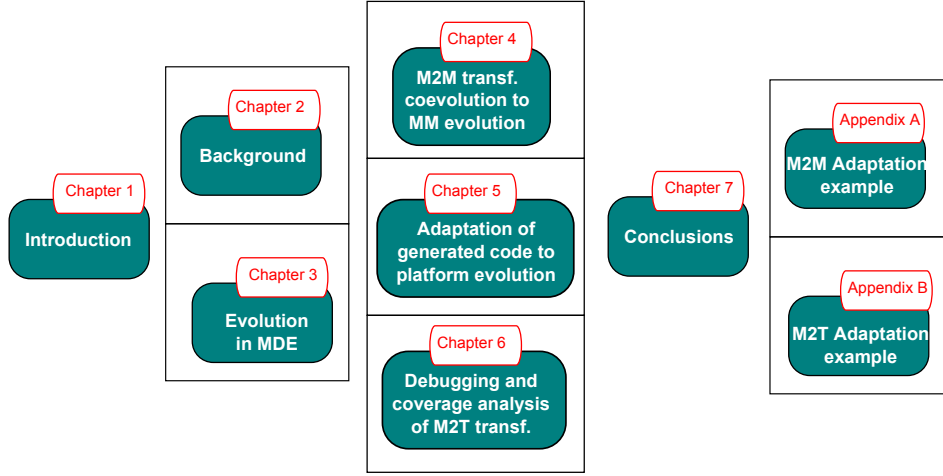 Chapter 1
Introduction
Chapter 2
Background
Chapter 3
Evolution
in MDE
Chapter 4
M2M transf.
coevolution to
MM evolution
Chapter 5
Adaptation of
generated code to
platform evolution
Chapter 6
Debugging and
coverage analysis
of M2T transf.
Chapter 7
Conclusions
Appendix A
M2M Adaptation
example
Appendix B
M2T Adaptation
example